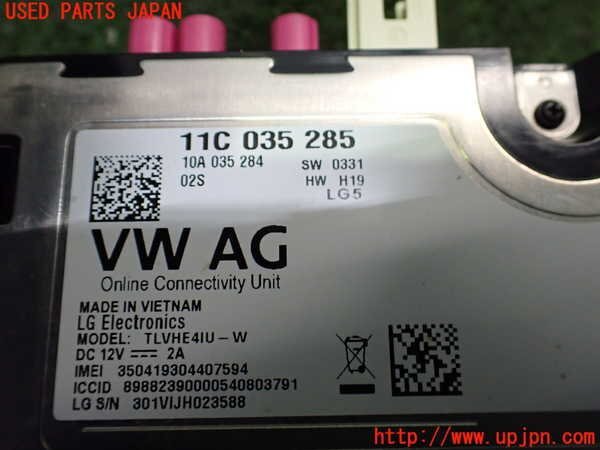 USED PARTS JAPAN
11C 035 285
10A 035 284 SW 0331
02S HW H19
LG5
VW AG
Online Connectivity Unit
MADE IN VIETNAM
LG Electronics
MODEL: TLVHE4IU-W
DC 12V ⎓ 2A
IMEI 350419304407594
ICCID 89882390000540803791
LG S/N 301VIJH023588
http://www.upjpn.com/